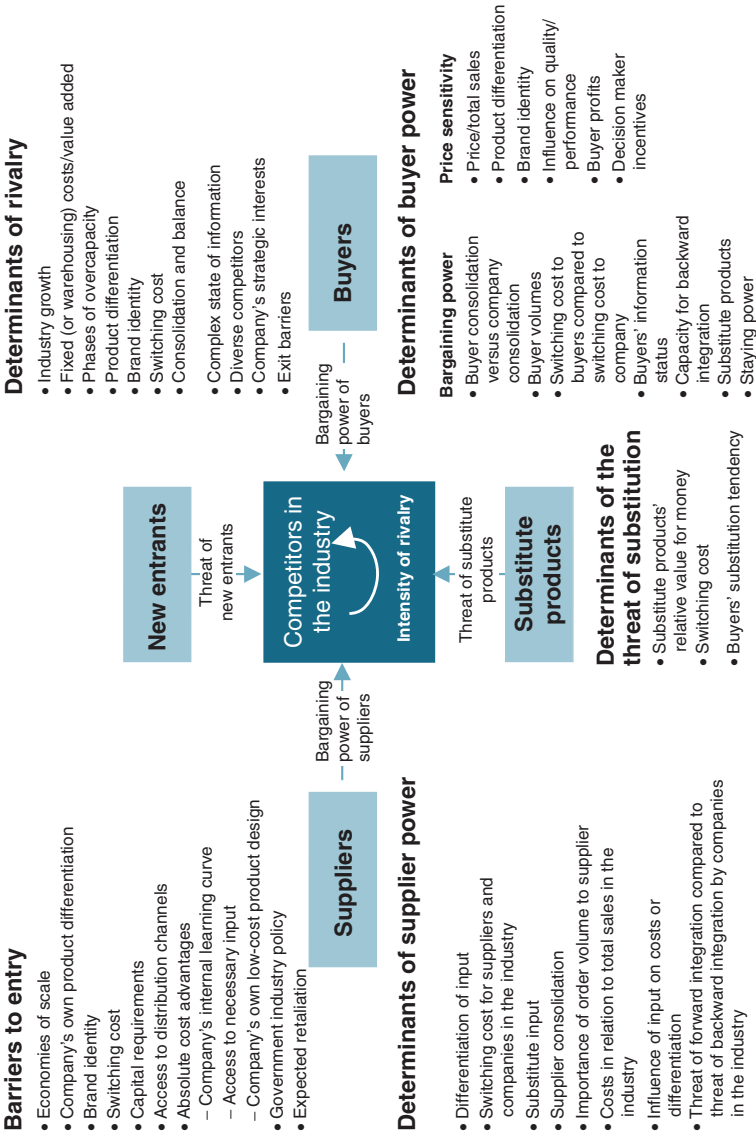 Barriers to entry
• Economies of scale
• Company's own product differentiation
• Brand identity
• Switching cost
• Capital requirements
• Access to distribution channels
• Absolute cost advantages
– Company's internal learning curve
– Access to necessary input
– Company's own low-cost product design
• Government industry policy
• Expected retaliation
New entrants
Threat of
new entrants
Determinants of rivalry
• Industry growth
• Fixed (or warehousing) costs/value added
• Phases of overcapacity
• Product differentiation
• Brand identity
• Switching cost
• Consolidation and balance
• Complex state of information
• Diverse competitors
• Company's strategic interests
• Exit barriers
Suppliers
Bargaining
power of
suppliers
Competitors in
the industry
Intensity of rivalry
Bargaining
power of
buyers
Buyers
Determinants of supplier power
• Differentiation of input
• Switching cost for suppliers and
companies in the industry
• Substitute input
• Supplier consolidation
• Importance of order volume to supplier
• Costs in relation to total sales in the
industry
• Influence of input on costs or
differentiation
• Threat of forward integration compared to
threat of backward integration by companies
in the industry
Threat of substitute
products
Substitute
products
Determinants of the
threat of substitution
• Substitute products'
relative value for money
• Switching cost
• Buyers' substitution tendency
Determinants of buyer power
Bargaining power
• Buyer consolidation
versus company
consolidation
• Buyer volumes
• Switching cost to
buyers compared to
switching cost to
company
• Buyers' information
status
• Capacity for backward
integration
• Substitute products
• Staying power
Price sensitivity
• Price/total sales
• Product differentiation
• Brand identity
• Influence on quality/
performance
• Buyer profits
• Decision maker
incentives